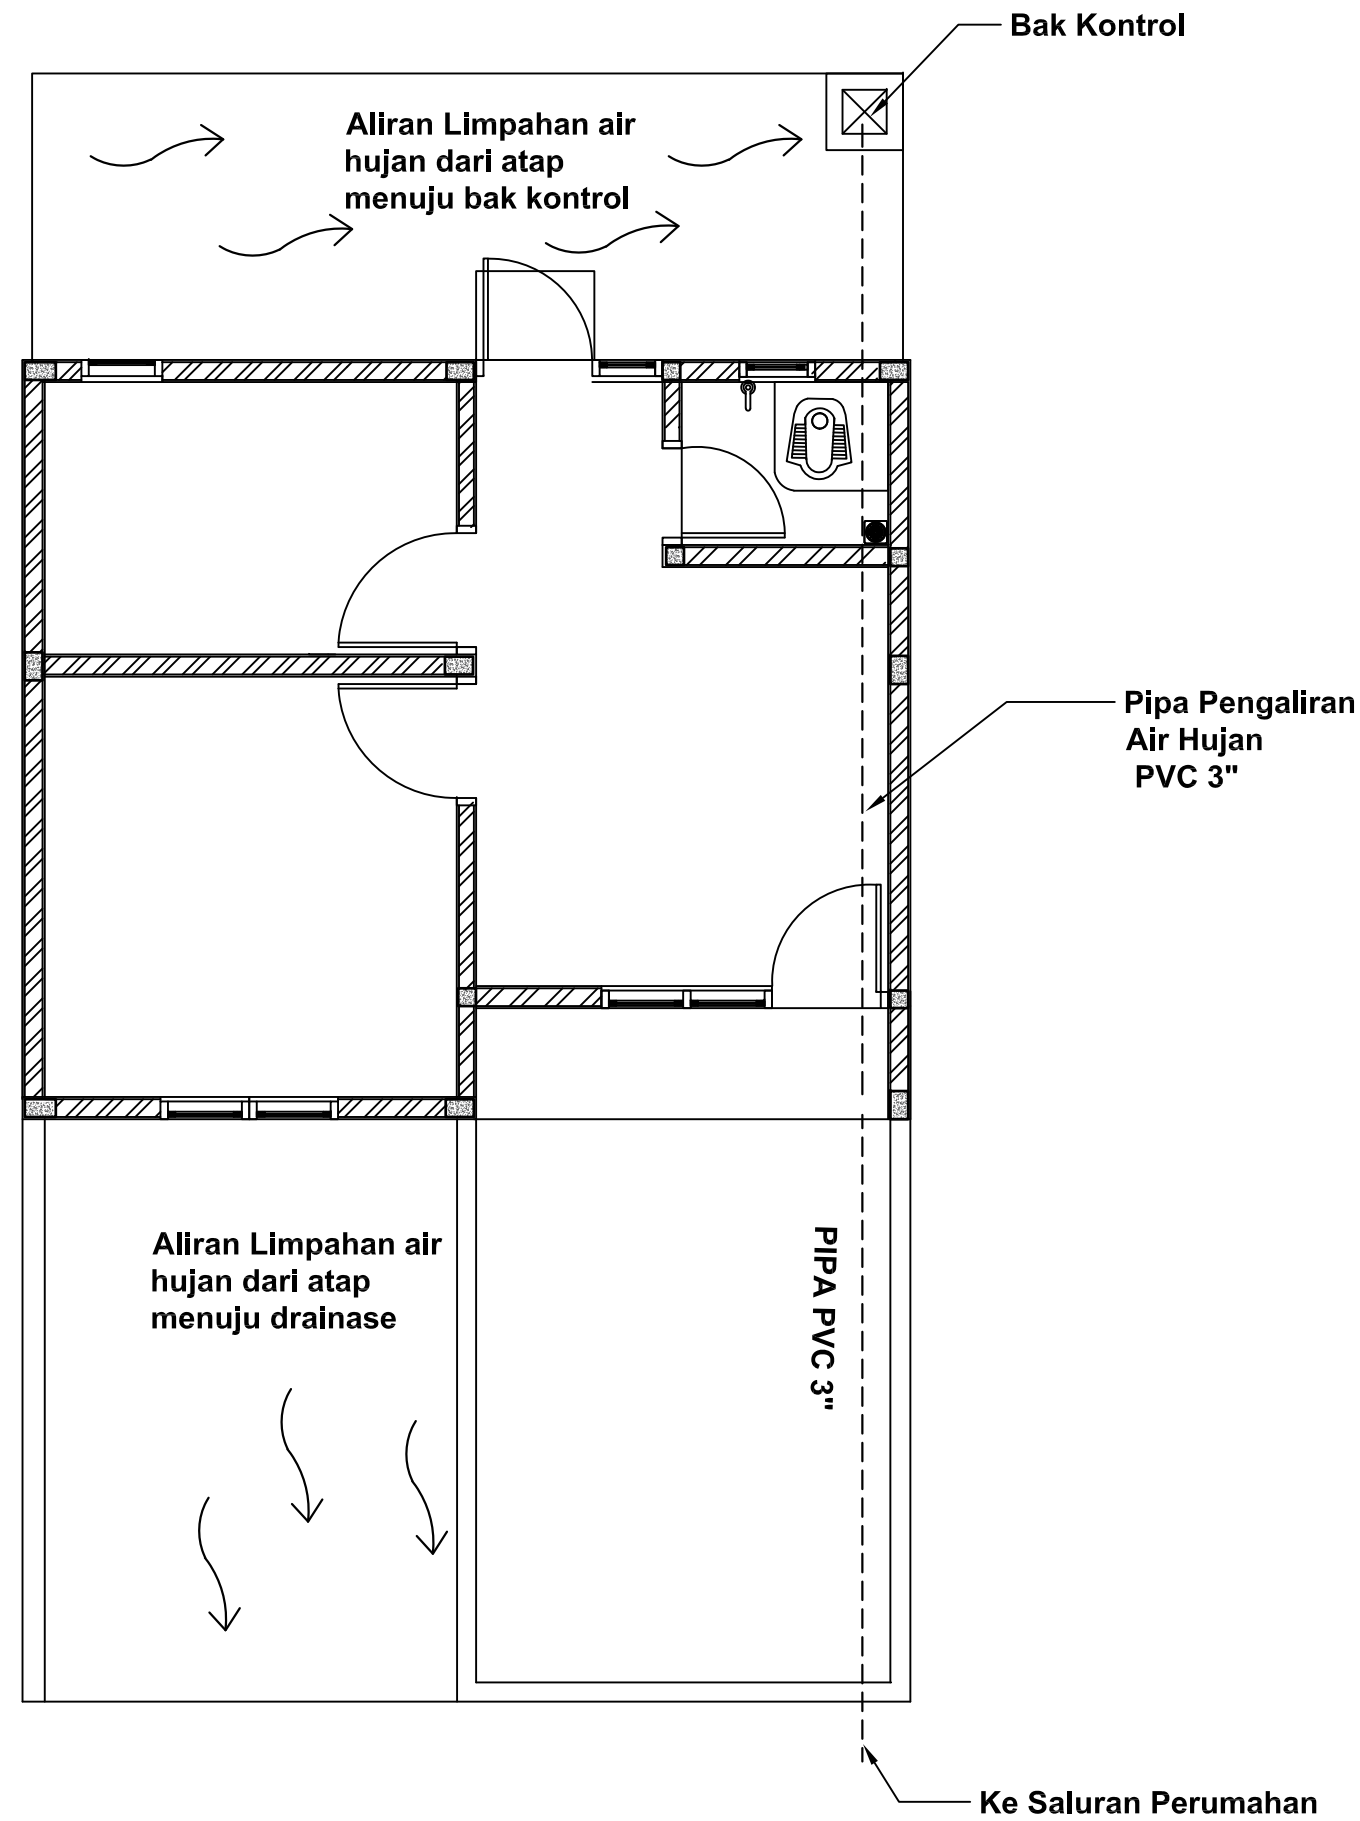 Bak Kontrol
Aliran Limpahan air
hujan dari atap
menuju bak kontrol
Pipa Pengaliran
Air Hujan
PVC 3"
Aliran Limpahan air
hujan dari atap
menuju drainase
PIPA PVC 3"
Ke Saluran Perumahan